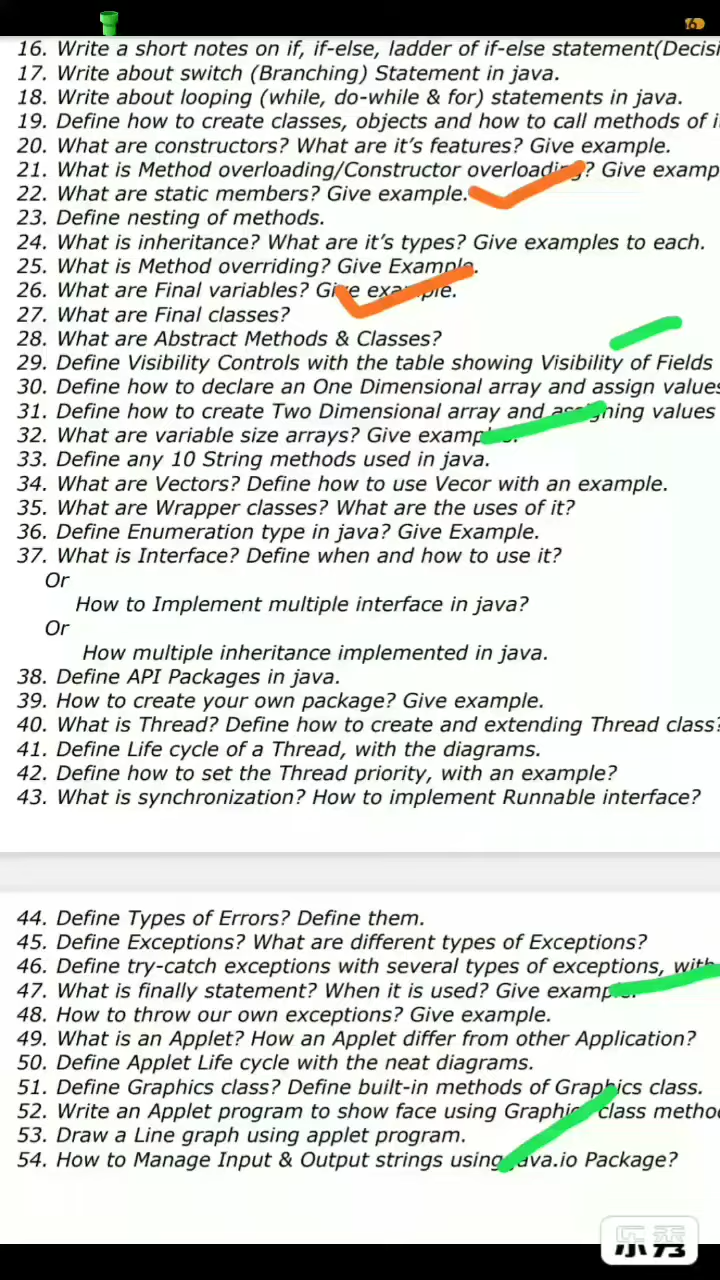 16. Write a short notes on if, if-else, ladder of if-else statement(Decisi
17. Write about switch (Branching) Statement in java.
18. Write about looping (while, do-while & for) statements in java.
19. Define how to create classes, objects and how to call methods of i
20. What are constructors? What are it's features? Give example.
21. What is Method overloading/Constructor overloading? Give examp
22. What are static members? Give example.
23. Define nesting of methods.
24. What is inheritance? What are it's types? Give examples to each.
25. What is Method overriding? Give Example.
26. What are Final variables? Give example.
27. What are Final classes?
28. What are Abstract Methods & Classes?
29. Define Visibility Controls with the table showing Visibility of Fields
30. Define how to declare an One Dimensional array and assign values
31. Define how to create Two Dimensional array and assigning values
32. What are variable size arrays? Give examples.
33. Define any 10 String methods used in java.
34. What are Vectors? Define how to use Vecor with an example.
35. What are Wrapper classes? What are the uses of it?
36. Define Enumeration type in java? Give Example.
37. What is Interface? Define when and how to use it?
Or
How to Implement multiple interface in java?
Or
How multiple inheritance implemented in java.
38. Define API Packages in java.
39. How to create your own package? Give example.
40. What is Thread? Define how to create and extending Thread class?
41. Define Life cycle of a Thread, with the diagrams.
42. Define how to set the Thread priority, with an example?
43. What is synchronization? How to implement Runnable interface?
44. Define Types of Errors? Define them.
45. Define Exceptions? What are different types of Exceptions?
46. Define try-catch exceptions with several types of exceptions, with
47. What is finally statement? When it is used? Give example.
48. How to throw our own exceptions? Give example.
49. What is an Applet? How an Applet differ from other Application?
50. Define Applet Life cycle with the neat diagrams.
51. Define Graphics class? Define built-in methods of Graphics class.
52. Write an Applet program to show face using Graphics class metho
53. Draw a Line graph using applet program.
54. How to Manage Input & Output strings using java.io Package?
乐秀